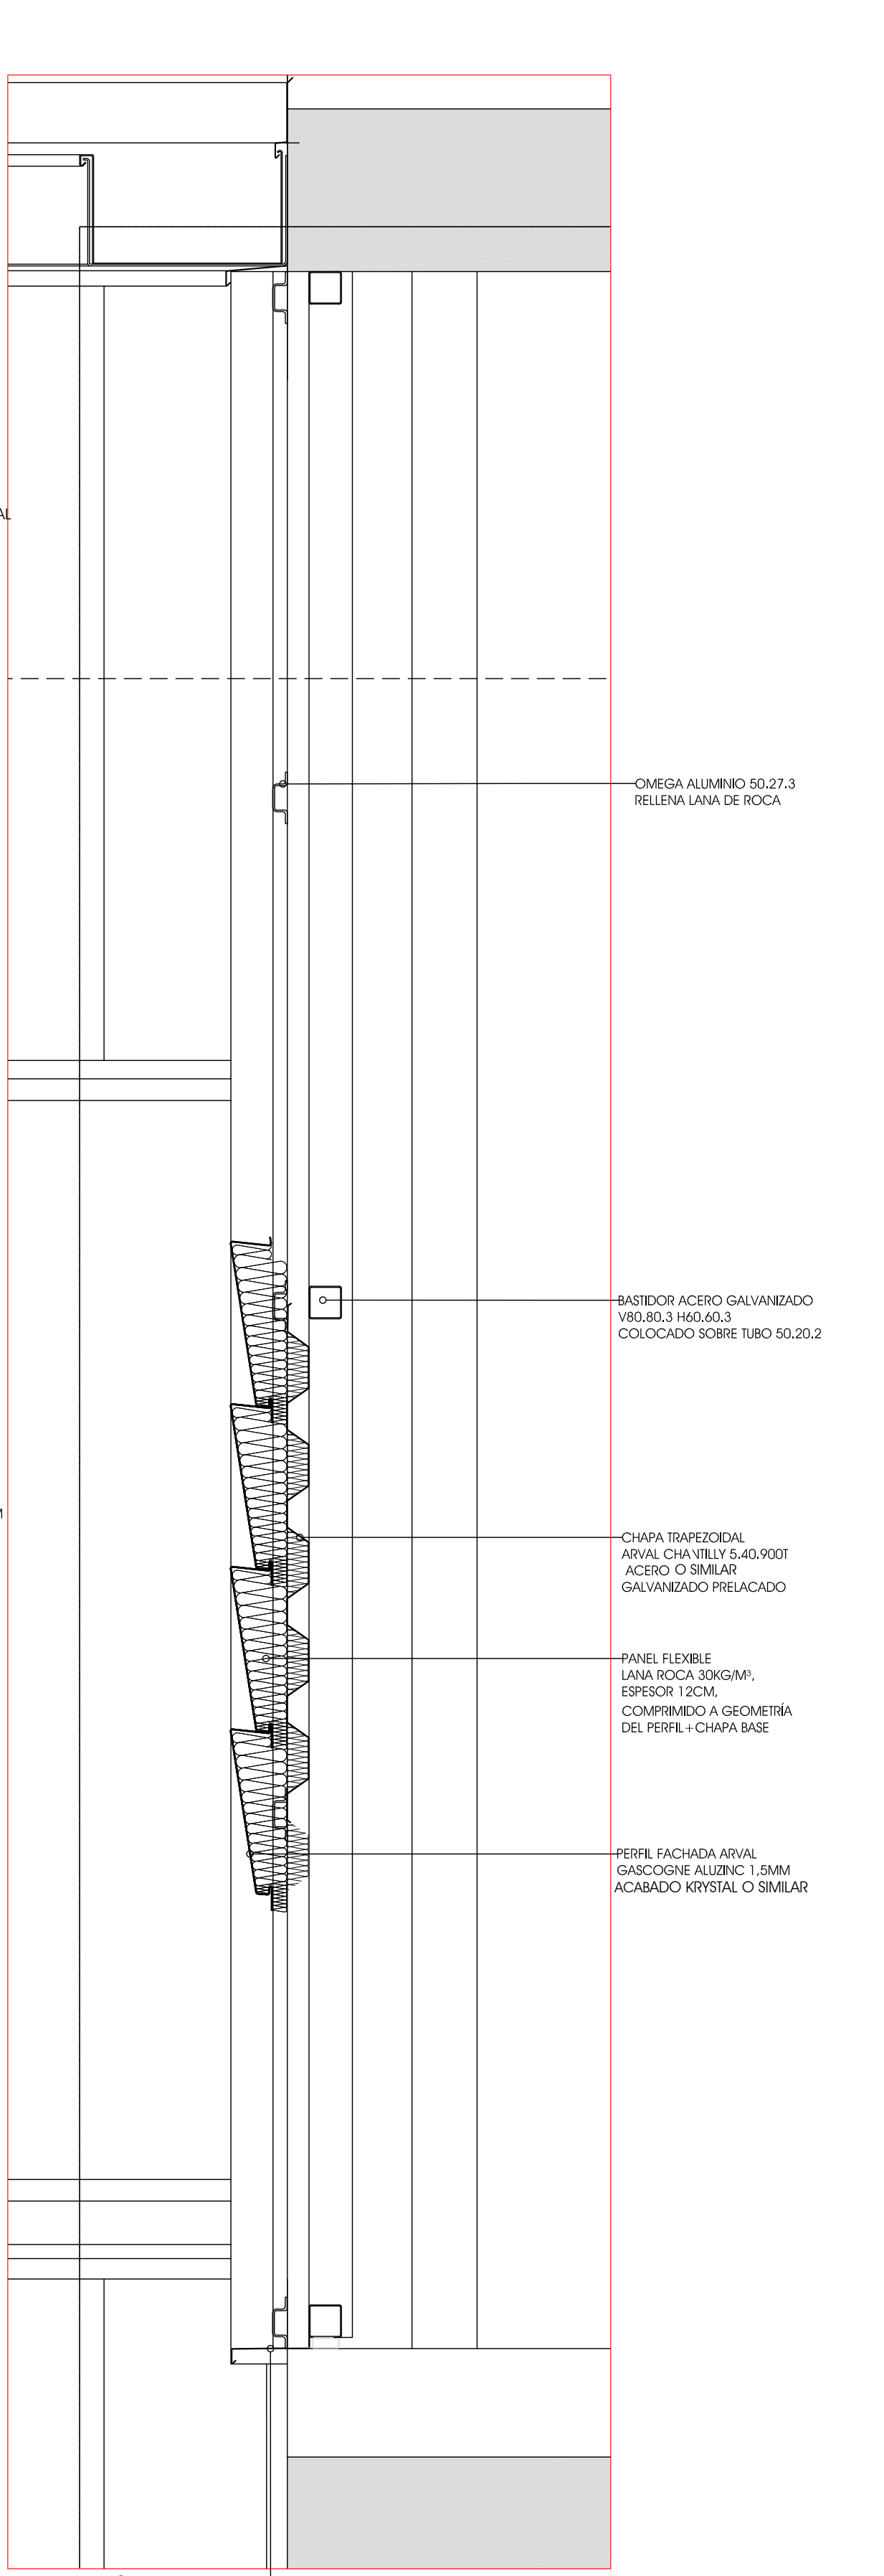 AL
OMEGA ALUMINIO 50.27.3
RELLENA LANA DE ROCA
BASTIDOR ACERO GALVANIZADO
V80.80.3 H60.60.3
COLOCADO SOBRE TUBO 50.20.2
M
CHAPA TRAPEZOIDAL
ARVAL CHANTILLY 5.40.900T
ACERO O SIMILAR
GALVANIZADO PRELACADO
PANEL FLEXIBLE
LANA ROCA 30KG/M³,
ESPESOR 12CM,
COMPRIMIDO A GEOMETRÍA
DEL PERFIL+CHAPA BASE
PERFIL FACHADA ARVAL
GASCOGNE ALUZINC 1,5MM
ACABADO KRYSTAL O SIMILAR